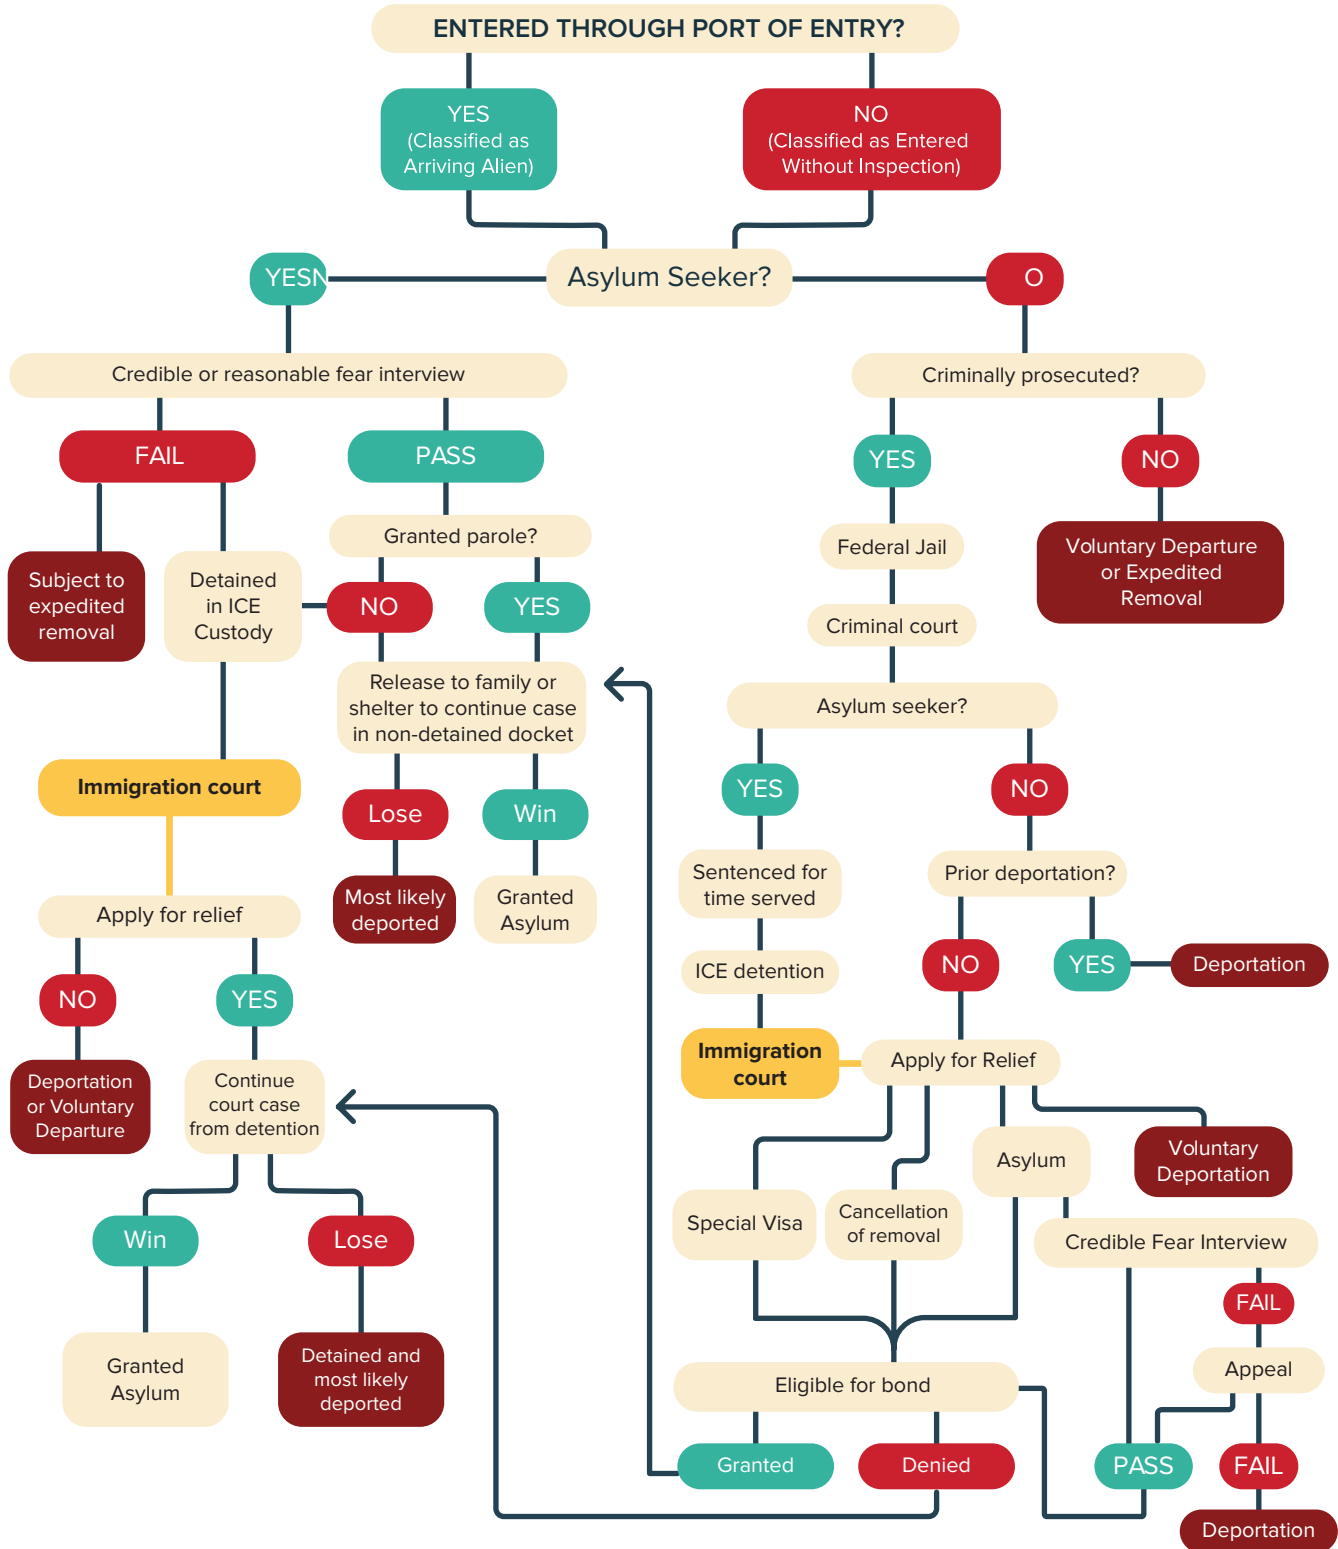 ENTERED THROUGH PORT OF ENTRY?
YES
(Classified as
Arriving Alien)
NO
(Classified as Entered
Without Inspection)
YESN
Asylum Seeker?
O
Credible or reasonable fear interview
Criminally prosecuted?
FAIL
PASS
YES
NO
Granted parole?
Federal Jail
Voluntary Departure
or Expedited
Removal
Subject to
expedited
removal
Detained
in ICE
Custody
NO
YES
Criminal court
Release to family or
shelter to continue case
in non-detained docket
Asylum seeker?
Immigration court
Lose
Win
YES
NO
Most likely
deported
Granted
Asylum
Sentenced for
time served
Prior deportation?
Apply for relief
ICE detention
NO
YES
Deportation
NO
YES
Immigration
court
Apply for Relief
Deportation
or Voluntary
Departure
Continue
court case
from detention
Asylum
Voluntary
Deportation
Special Visa
Cancellation
of removal
Credible Fear Interview
Win
Lose
FAIL
Granted
Asylum
Detained and
most likely
deported
Appeal
Eligible for bond
Granted
Denied
PASS
FAIL
Deportation